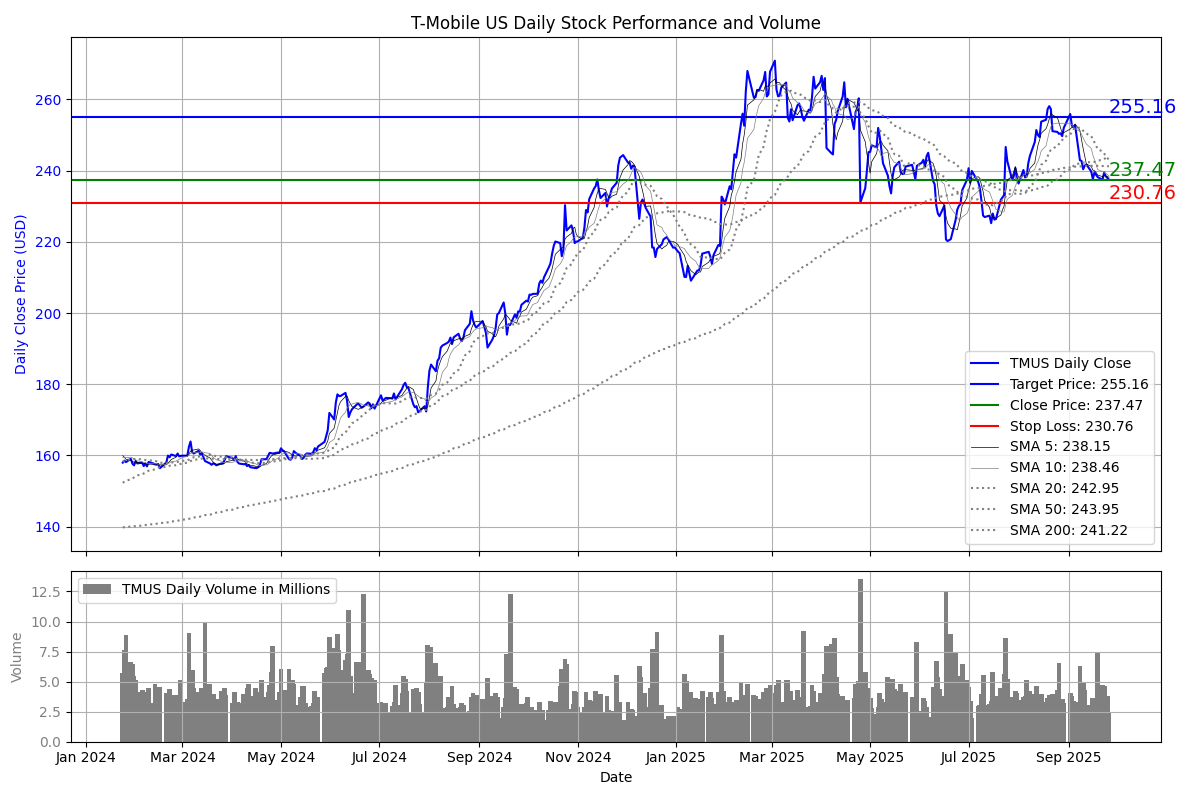 T-Mobile US Daily Stock Performance and Volume
Daily Close Price (USD)
260
240
220
200
180
160
140
255.16
237.47
230.76
TMUS Daily Close
Target Price: 255.16
Close Price: 237.47
Stop Loss: 230.76
SMA 5: 238.15
SMA 10: 238.46
SMA 20: 242.95
SMA 50: 243.95
SMA 200: 241.22
Volume
12.5
10.0
7.5
5.0
2.5
0.0
TMUS Daily Volume in Millions
Jan 2024 Mar 2024 May 2024 Jul 2024 Sep 2024 Nov 2024 Jan 2025 Mar 2025 May 2025 Jul 2025 Sep 2025
Date